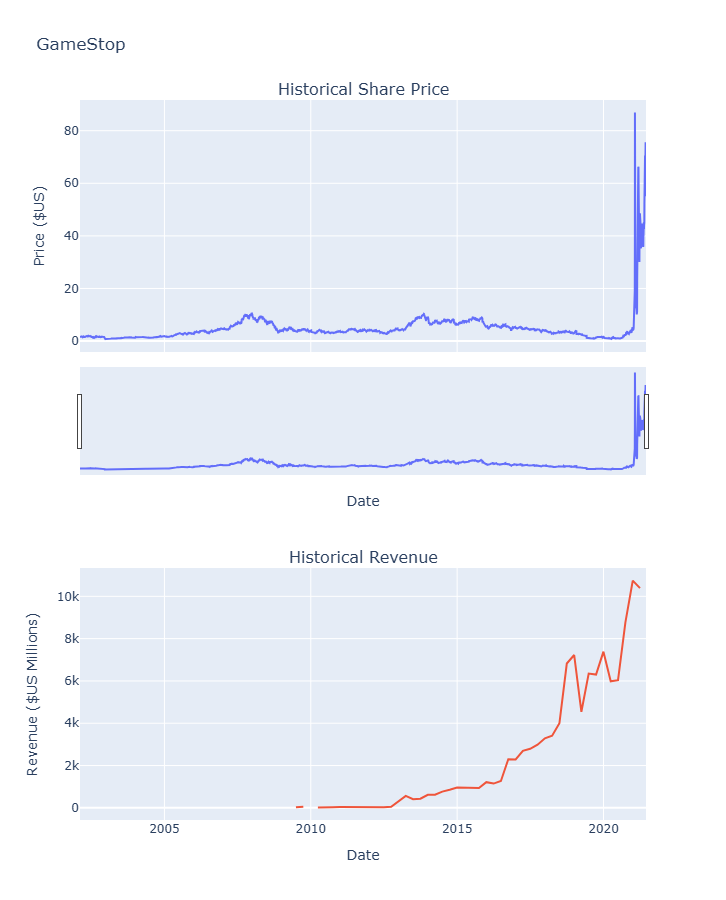 GameStop
Historical Share Price
80
60
40
20
0
Price ($US)
Date
Historical Revenue
10k
8k
6k
4k
2k
0
Revenue ($US Millions)
2005
2010
2015
2020
Date